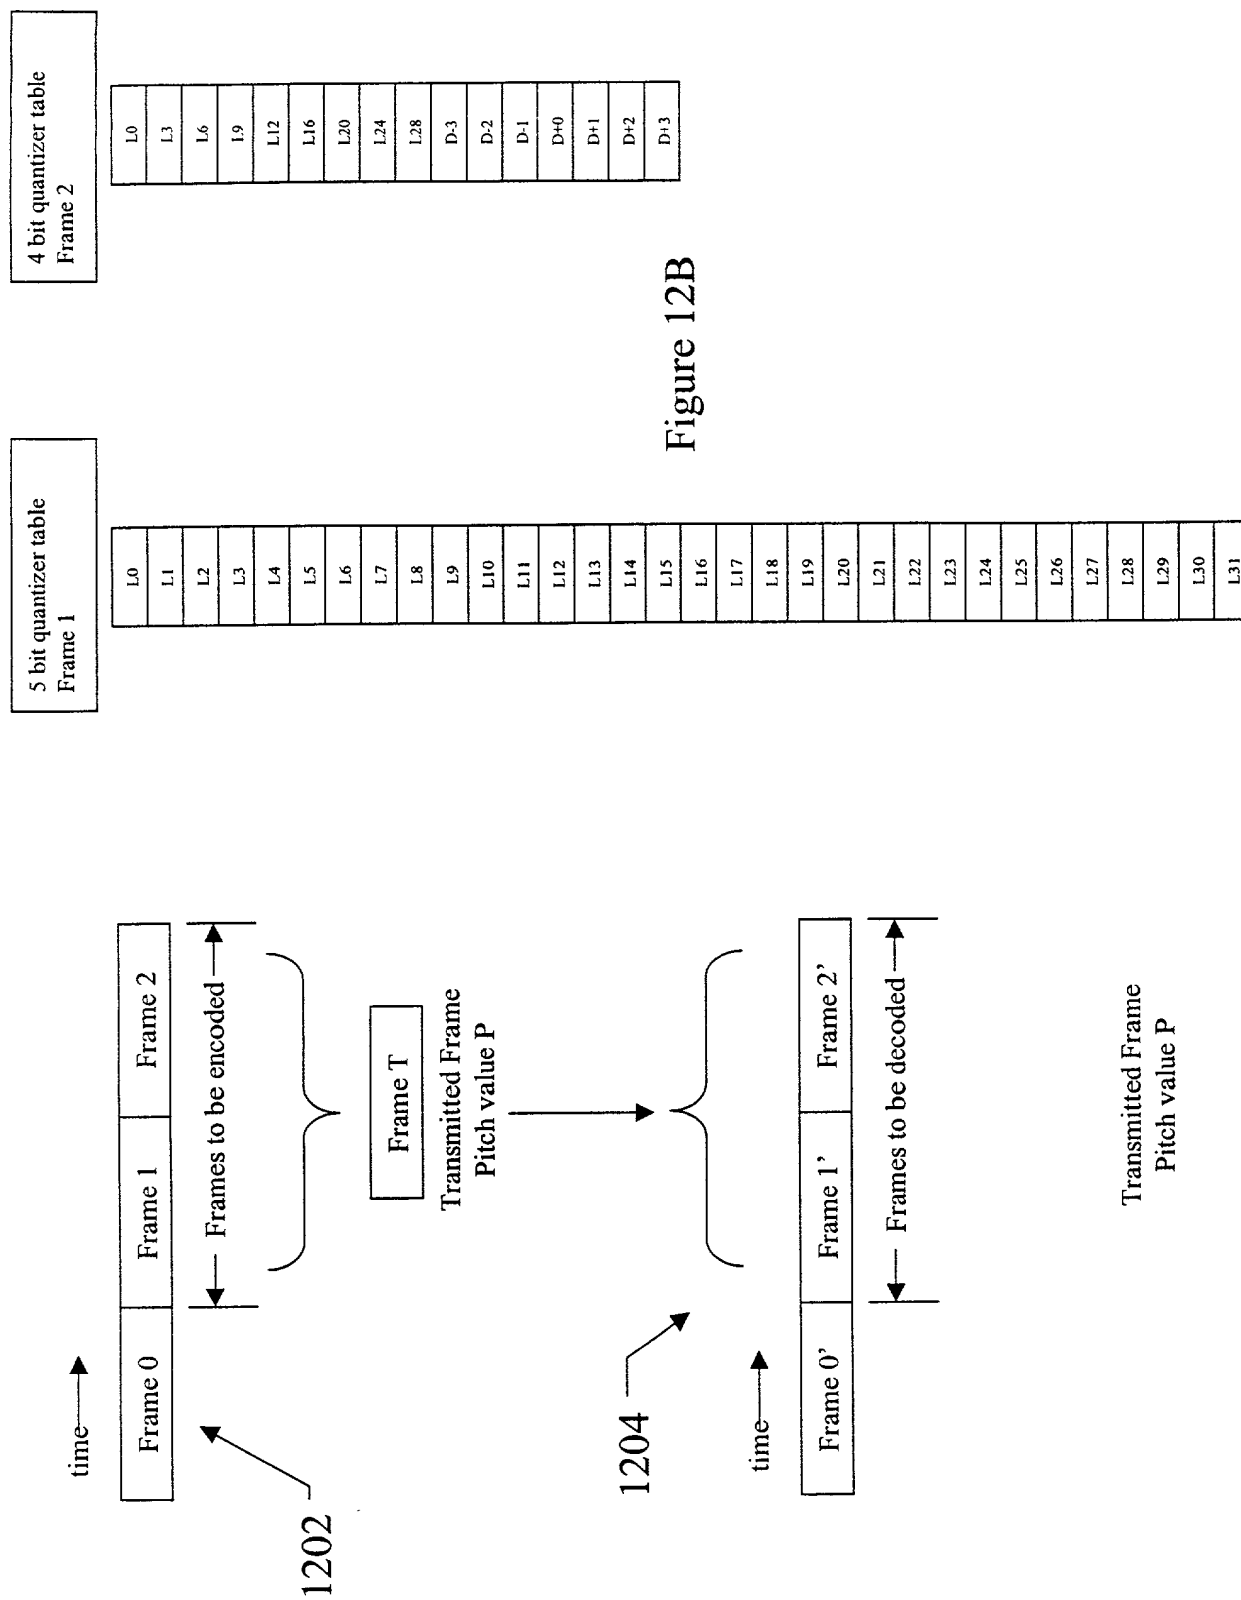 time
Frame 0
Frame 1
Frame 2
Frames to be encoded
Frame T
Transmitted Frame
Pitch value P
1202
1204
time
Frame 0’
Frame 1’
Frame 2’
Frames to be decoded
Transmitted Frame
Pitch value P
5 bit quantizer table
Frame 1
L0
L1
L2
L3
L4
L5
L6
L7
L8
L9
L10
L11
L12
L13
L14
L15
L16
L17
L18
L19
L20
L21
L22
L23
L24
L25
L26
L27
L28
L29
L30
L31
4 bit quantizer table
Frame 2
L0
L3
L6
L9
L12
L16
L20
L24
L28
D-3
D-2
D-1
D+0
D+1
D+2
D+3
Figure 12B